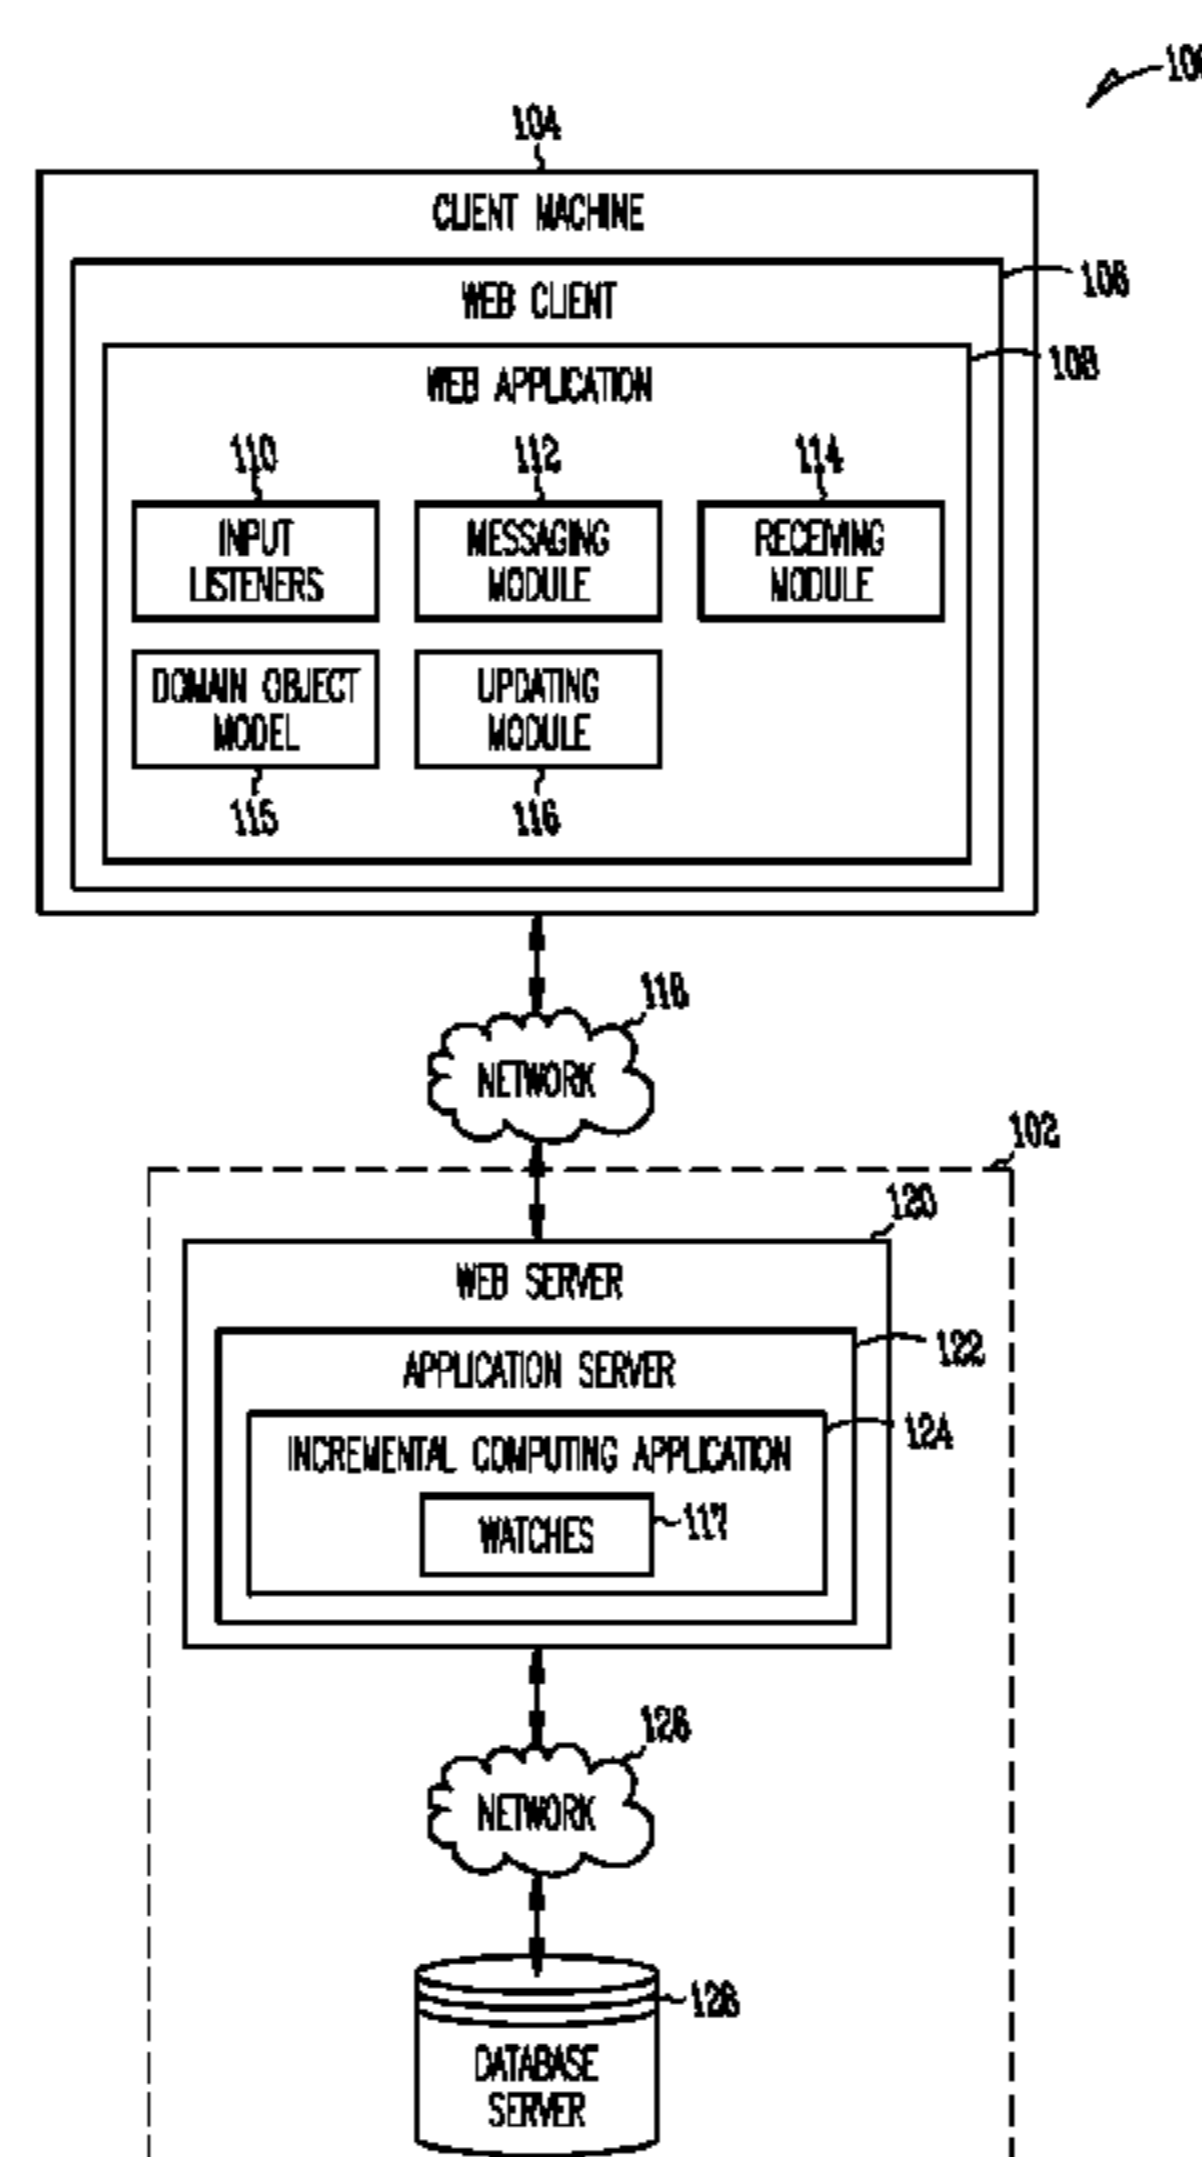 104
CLIENT MACHINE
WEB CLIENT
106
WEB APPLICATION
108
110
112
114
INPUT
LISTENERS
MESSAGING
MODULE
RECEIVING
MODULE
DOMAIN OBJECT
MODEL
UPDATING
MODULE
115
116
118
NETWORK
102
120
WEB SERVER
122
APPLICATION SERVER
124
INCREMENTAL COMPUTING APPLICATION
WATCHES
117
126
NETWORK
128
DATABASE
SERVER